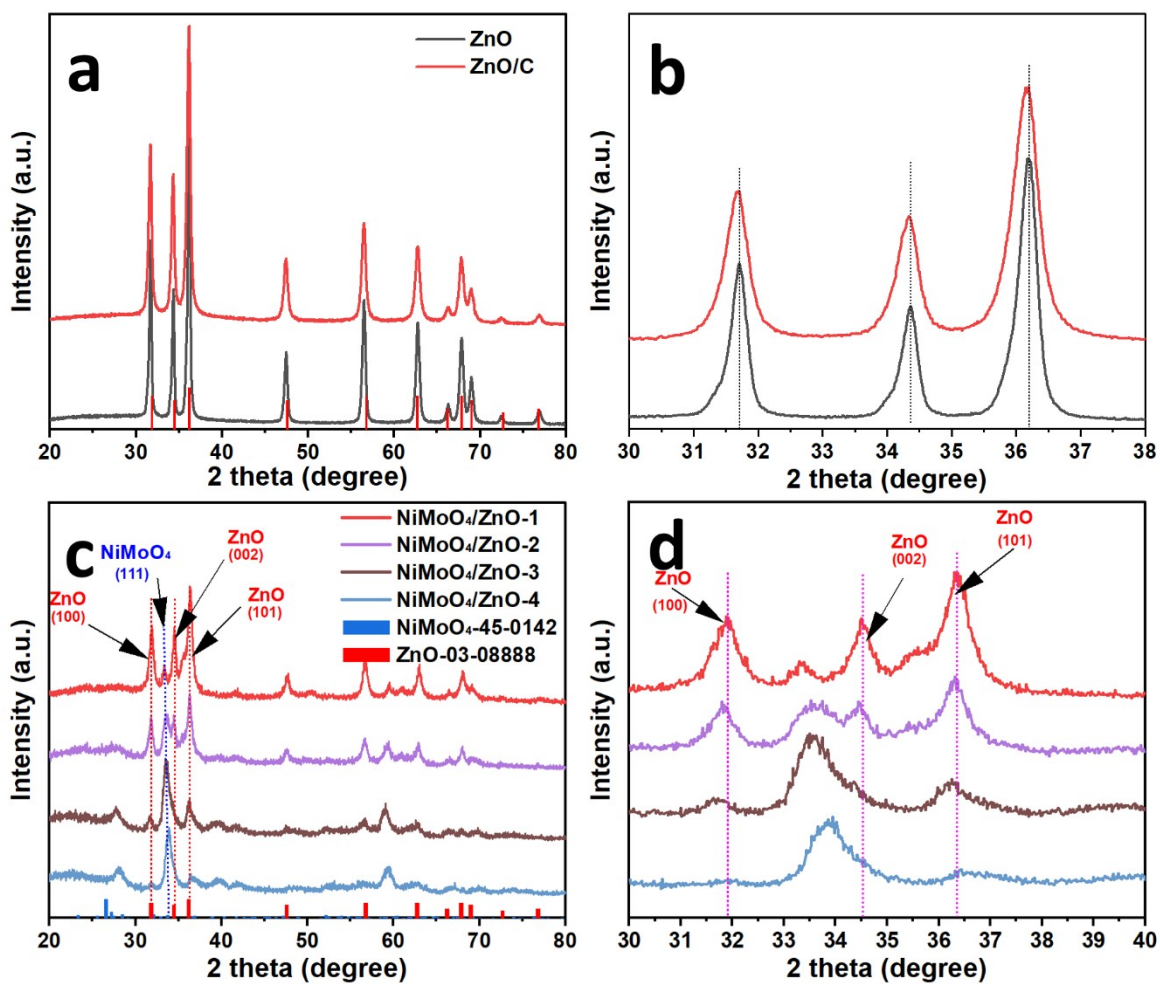 a
ZnO
ZnO/C
Intensity (a.u.)
20 30 40 50 60 70 80
2 theta (degree)
b
Intensity (a.u.)
30 31 32 33 34 35 36 37 38
2 theta (degree)
c
NiMoO₄/ZnO-1
NiMoO₄/ZnO-2
NiMoO₄/ZnO-3
NiMoO₄/ZnO-4
NiMoO₄-45-0142
ZnO-03-08888
ZnO
(100)
NiMoO₄
(111)
ZnO
(002)
ZnO
(101)
Intensity (a.u.)
20 30 40 50 60 70 80
2 theta (degree)
d
ZnO
(100)
ZnO
(002)
ZnO
(101)
Intensity (a.u.)
30 31 32 33 34 35 36 37 38 39 40
2 theta (degree)